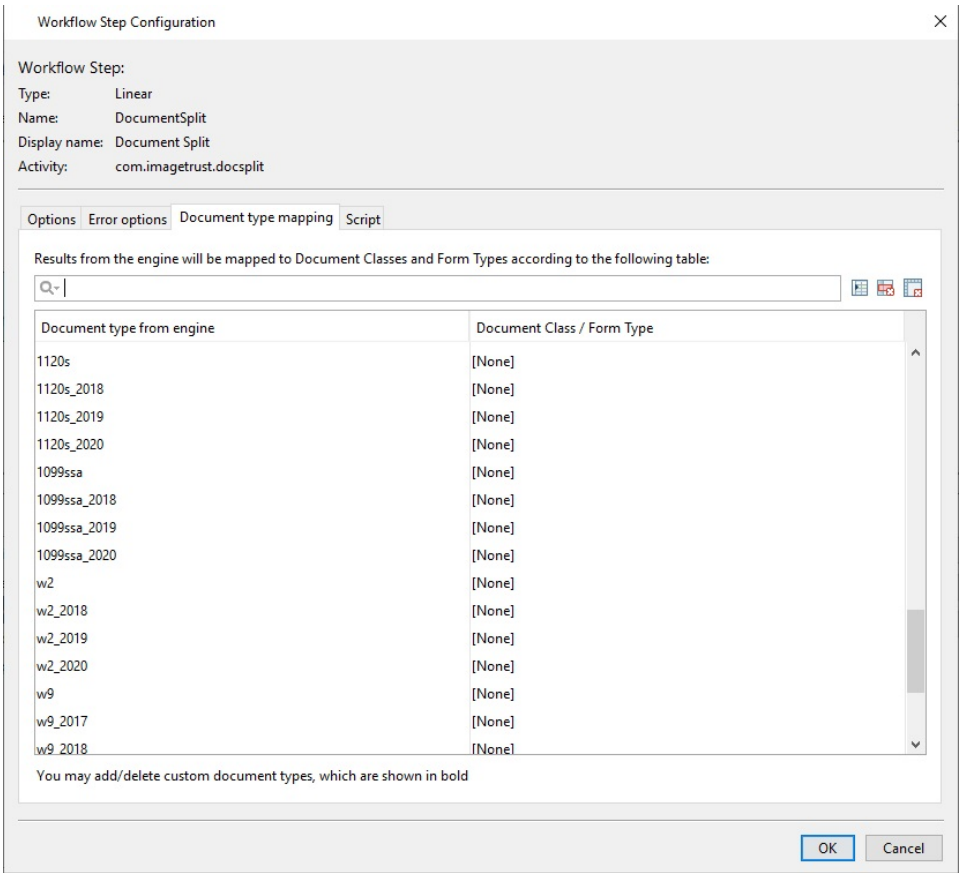 Workflow Step Configuration
Workflow Step:
Type: Linear
Name: DocumentSplit
Display name: Document Split
Activity: com.imagetrust.docsplit
Options Error options Document type mapping Script
Results from the engine will be mapped to Document Classes and Form Types according to the following table:
Document type from engine Document Class / Form Type
1120s [None]
1120s_2018 [None]
1120s_2019 [None]
1120s_2020 [None]
1099ssa [None]
1099ssa_2018 [None]
1099ssa_2019 [None]
1099ssa_2020 [None]
w2 [None]
w2_2018 [None]
w2_2019 [None]
w2_2020 [None]
w9 [None]
w9_2017 [None]
w9_2018 [None]
You may add/delete custom document types, which are shown in bold
OK Cancel